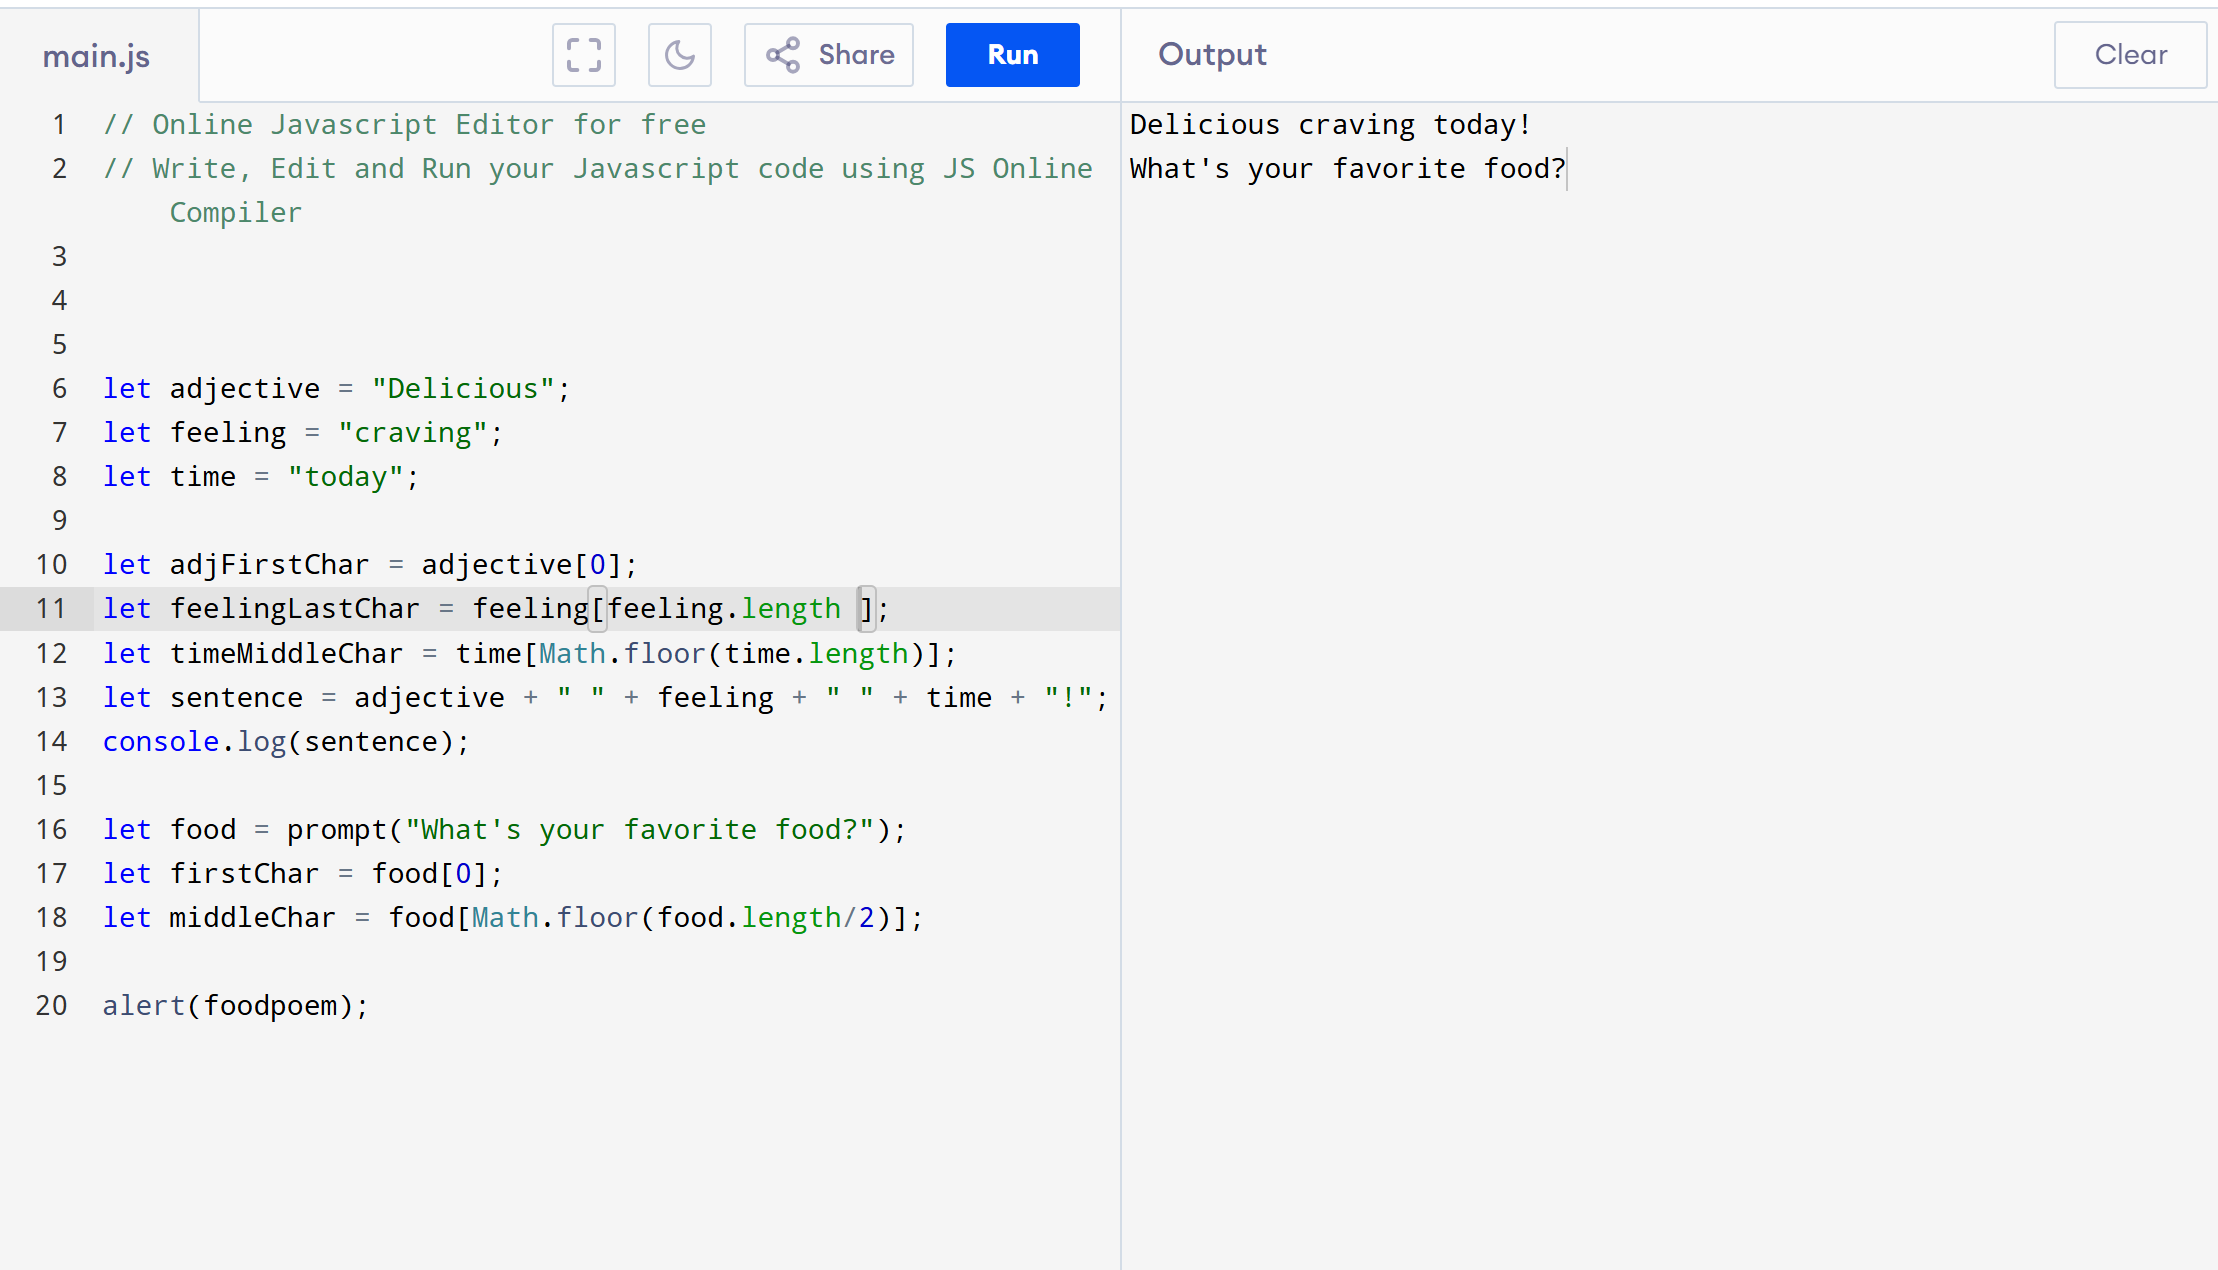 main.js
Share
Run
Output
Clear
1 // Online Javascript Editor for free
2 // Write, Edit and Run your Javascript code using JS Online
Compiler
3
4
5
6 let adjective = "Delicious";
7 let feeling = "craving";
8 let time = "today";
9
10 let adjFirstChar = adjective[0];
11 let feelingLastChar = feeling[feeling.length ];
12 let timeMiddleChar = time[Math.floor(time.length)];
13 let sentence = adjective + " " + feeling + " " + time + "!";
14 console.log(sentence);
15
16 let food = prompt("What's your favorite food?");
17 let firstChar = food[0];
18 let middleChar = food[Math.floor(food.length/2)];
19
20 alert(foodpoem);
Delicious craving today!
What's your favorite food?